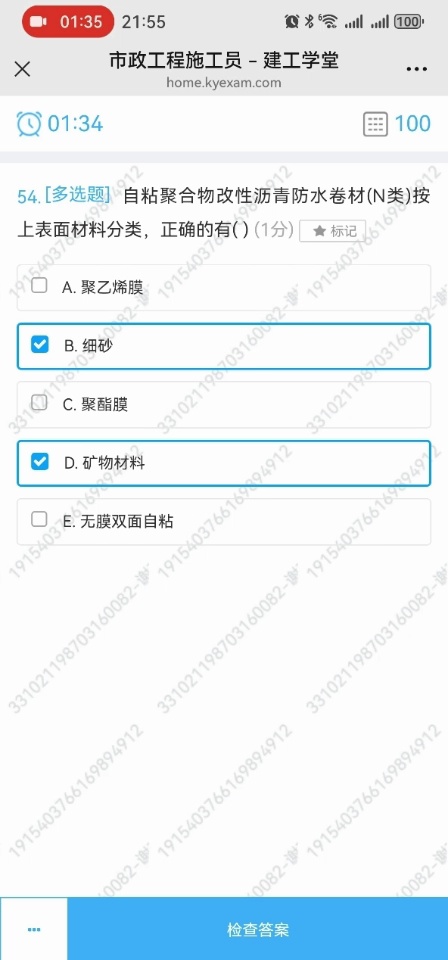 01:35 21:55 6 100
市政工程施工员 – 建工学堂
home.kyexam.com
01:34 100
54.[多选题] 自粘聚合物改性沥青防水卷材(N类)按
上表面材料分类，正确的有( ) (1分) ★ 标记
A. 聚乙烯膜
B. 细砂
C. 聚酯膜
D. 矿物材料
E. 无膜双面自粘
检查答案
191540376616989​4912
331021198703160082-谢